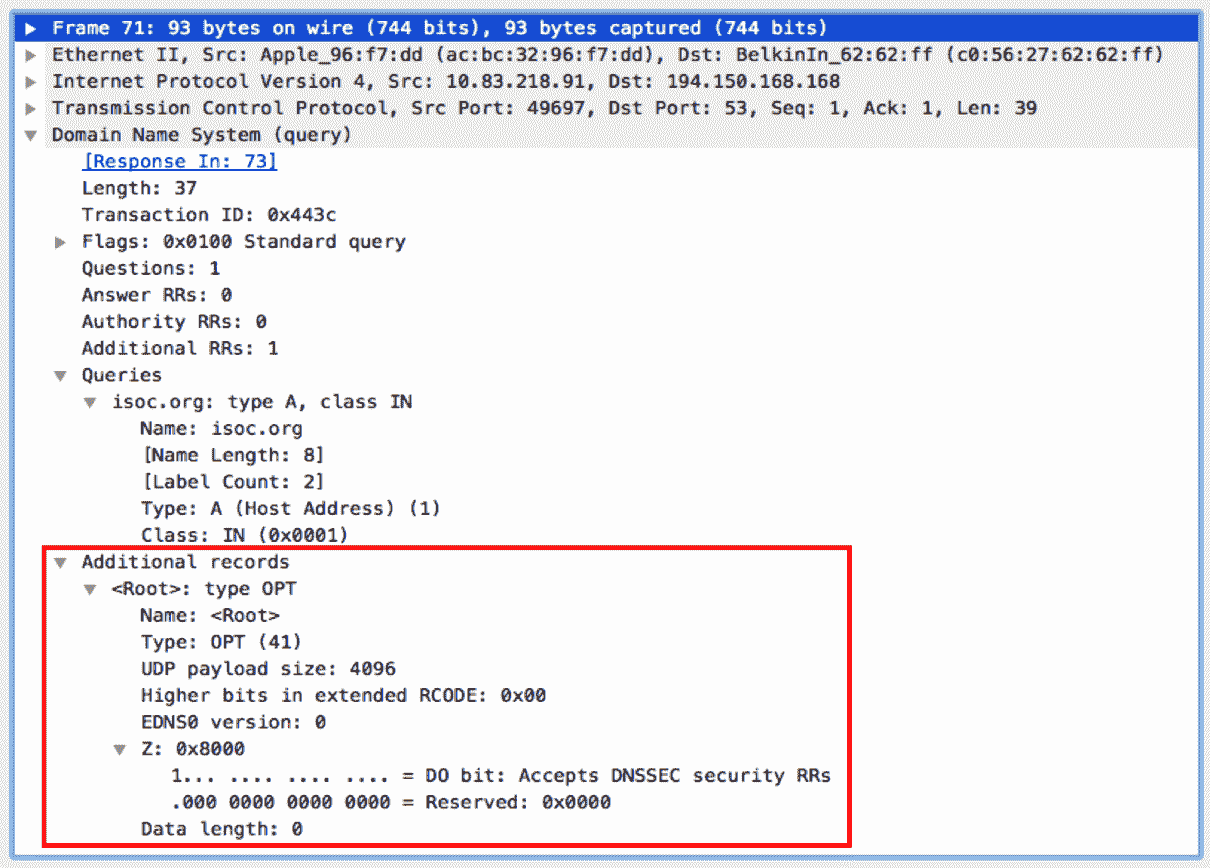 Frame 71: 93 bytes on wire (744 bits), 93 bytes captured (744 bits)
Ethernet II, Src: Apple_96:f7:dd (ac:bc:32:96:f7:dd), Dst: BelkinIn_62:62:ff (c0:56:27:62:62:ff)
Internet Protocol Version 4, Src: 10.83.218.91, Dst: 194.150.168.168
Transmission Control Protocol, Src Port: 49697, Dst Port: 53, Seq: 1, Ack: 1, Len: 39
Domain Name System (query)
[Response In: 73]
Length: 37
Transaction ID: 0x443c
Flags: 0x0100 Standard query
Questions: 1
Answer RRs: 0
Authority RRs: 0
Additional RRs: 1
Queries
isoc.org: type A, class IN
Name: isoc.org
[Name Length: 8]
[Label Count: 2]
Type: A (Host Address) (1)
Class: IN (0x0001)
Additional records
<Root>: type OPT
Name: <Root>
Type: OPT (41)
UDP payload size: 4096
Higher bits in extended RCODE: 0x00
EDNS0 version: 0
Z: 0x8000
1... .... .... .... = DO bit: Accepts DNSSEC security RRs
.000 0000 0000 0000 = Reserved: 0x0000
Data length: 0